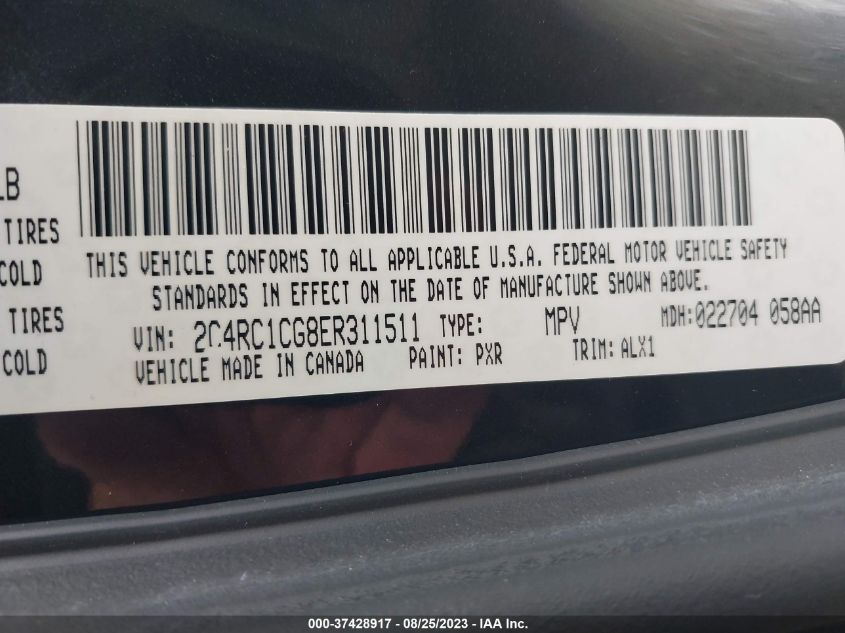 LB
TIRES
COLD
TIRES
COLD
THIS VEHICLE CONFORMS TO ALL APPLICABLE U.S.A. FEDERAL MOTOR VEHICLE SAFETY
STANDARDS IN EFFECT ON THE DATE OF MANUFACTURE SHOWN ABOVE.
VIN: 2C4RC1CG8ER311511 TYPE: MPV MDH:022704 058AA
VEHICLE MADE IN CANADA PAINT: PXR TRIM: ALX1
000-37428917 - 08/25/2023 - IAA Inc.